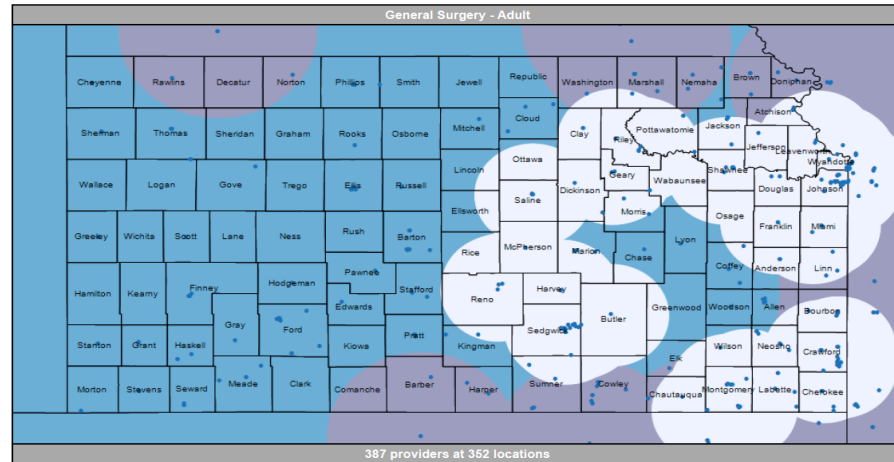 General Surgery - Adult
Cheyenne Rawlins Decatur Norton Phillips Smith Jewell Republic Washington Marshall Nemaha Brown Doniphan
Sherman Thomas Sheridan Graham Rooks Osborne Mitchell Cloud Clay Riley Pottawatomie Jackson Atchison
Jefferson Leavenworth Wyandotte
Ottawa
Wallace Logan Gove Trego Ellis Russell Lincoln Saline Dickinson Geary Wabaunsee Shawnee Douglas Johnson
Ellsworth Morris Osage
Greeley Wichita Scott Lane Ness Rush Barton Rice McPherson Marion Chase Lyon Franklin Miami
Hamilton Kearny Finney Hodgeman Pawnee Stafford Reno Harvey Coffey Anderson Linn
Gray Ford Edwards Sedgwick Butler Greenwood Woodson Allen Bourbon
Stanton Grant Haskell Kiowa Pratt Kingman Elk Wilson Neosho Crawford
Morton Stevens Seward Meade Clark Comanche Barber Harper Sumner Cowley Chautauqua Montgomery Labette Cherokee
387 providers at 352 locations